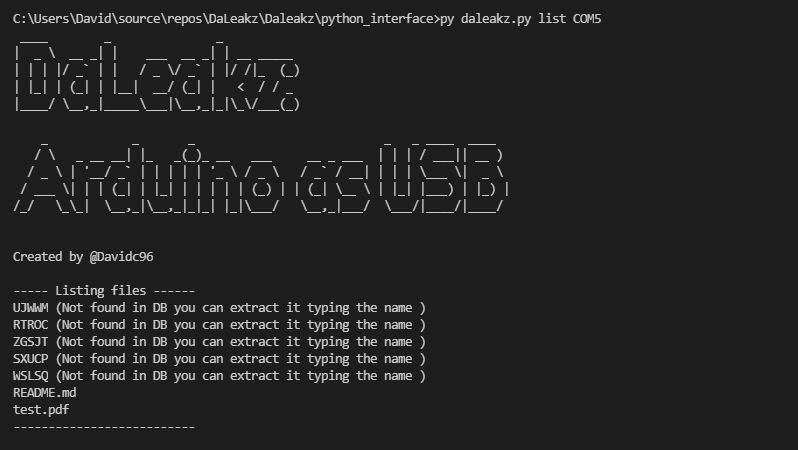 C:\Users\David\source\repos\DaLeakz\Daleakz\python_interface>py daleakz.py list COM5
DaLeakz:
Arduino as USB
Created by @Davidc96
----- Listing files ------
UJWWM (Not found in DB you can extract it typing the name )
RTROC (Not found in DB you can extract it typing the name )
ZGSJT (Not found in DB you can extract it typing the name )
SXUCP (Not found in DB you can extract it typing the name )
WSLSQ (Not found in DB you can extract it typing the name )
README.md
test.pdf
--------------------------